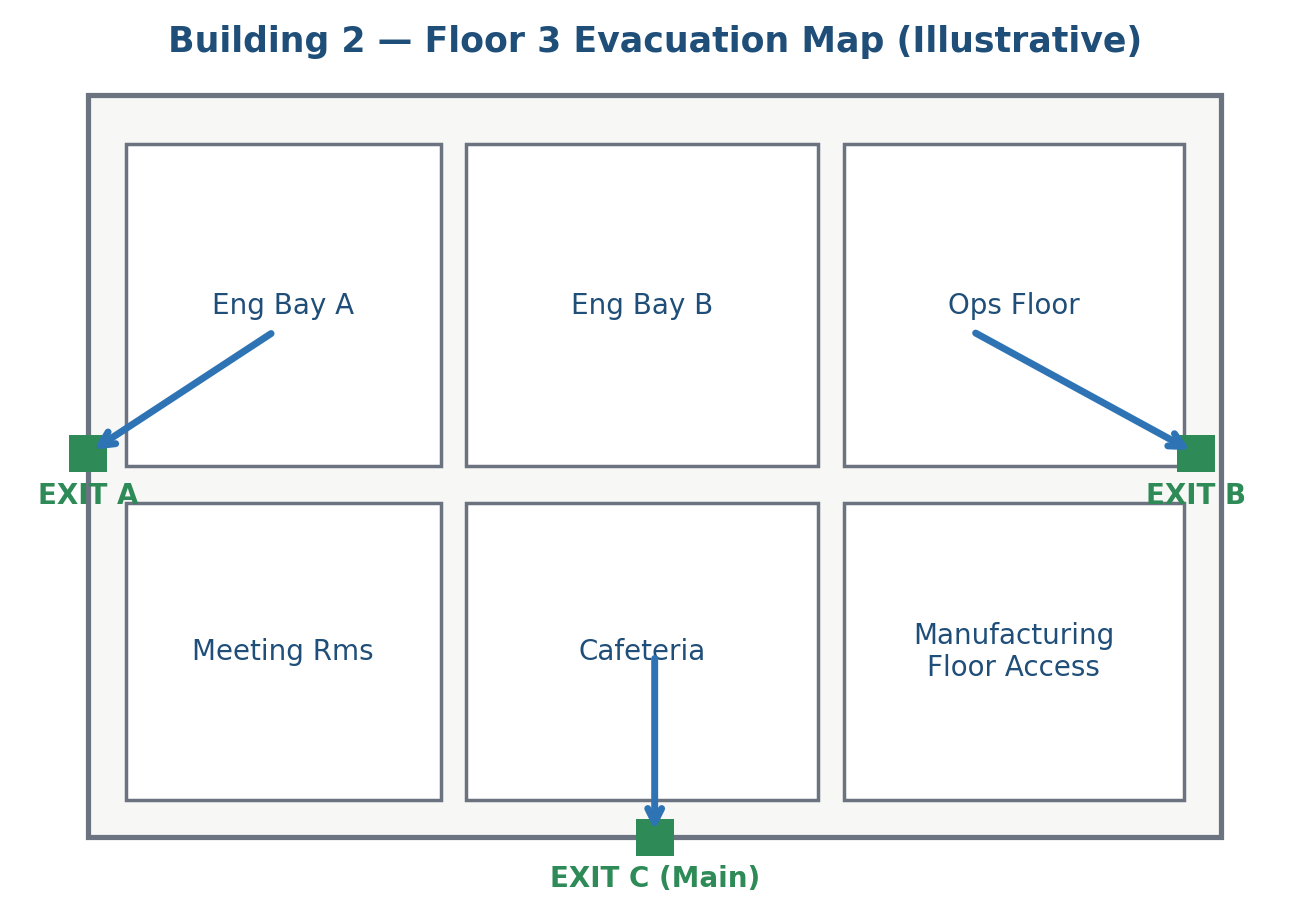 Building 2 — Floor 3 Evacuation Map (Illustrative)
Eng Bay A
Eng Bay B
Ops Floor
EXIT A
EXIT B
Meeting Rms
Cafeteria
Manufacturing
Floor Access
EXIT C (Main)